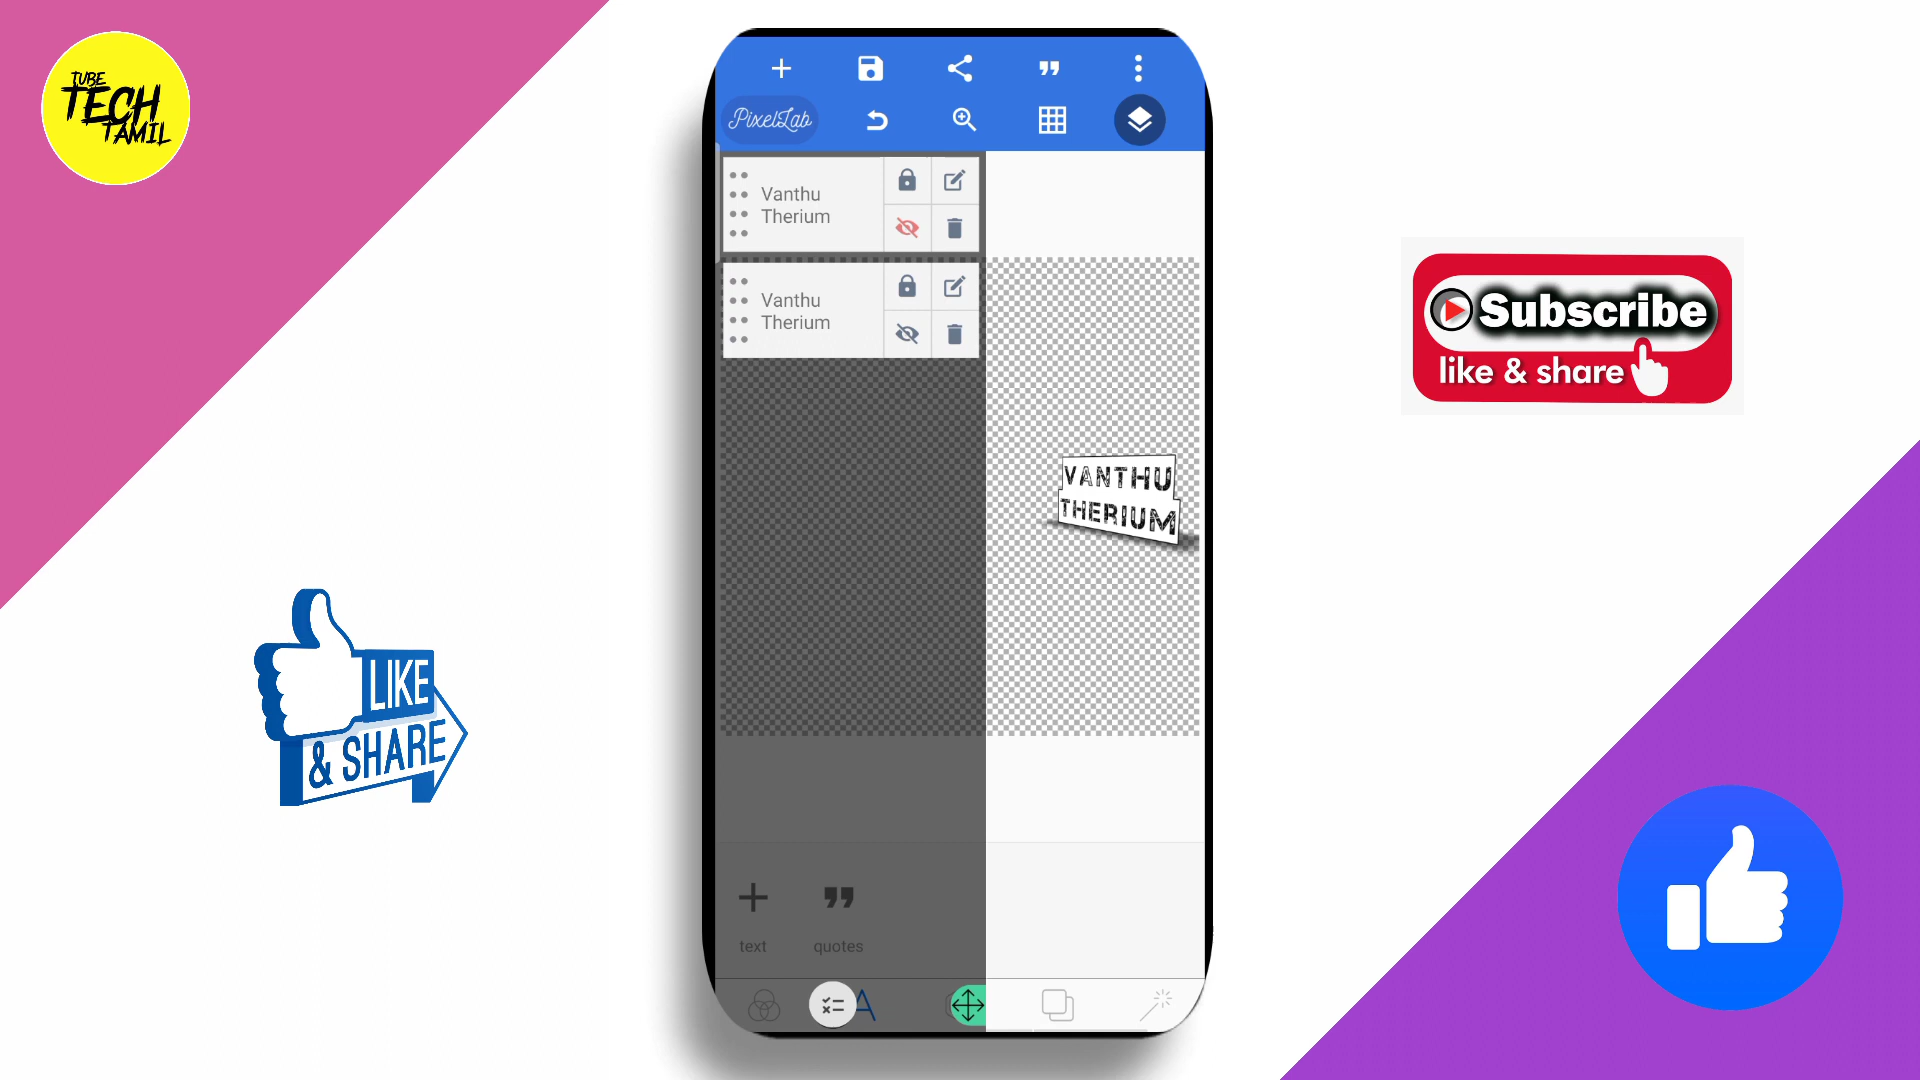 TUBE
TECH
TAMIL
PixelLab
Vanthu
Therium
Vanthu
Therium
VANTHU
THERIUM
Subscribe
like & share
LIKE
& SHARE
text
quotes